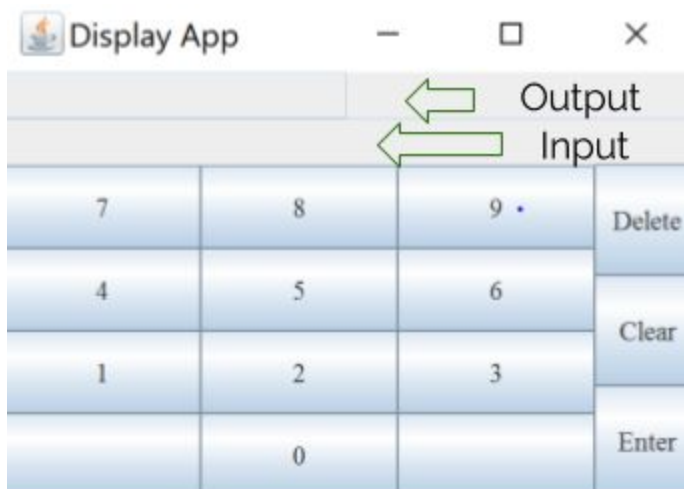 Display App
Output
Input
7 8 9 Delete
4 5 6
Clear
1 2 3
0 Enter